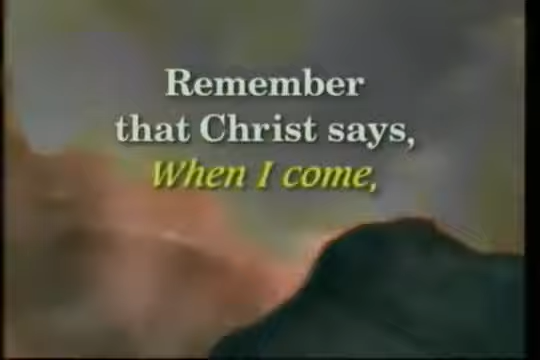 Remember
that Christ says,
When I come,